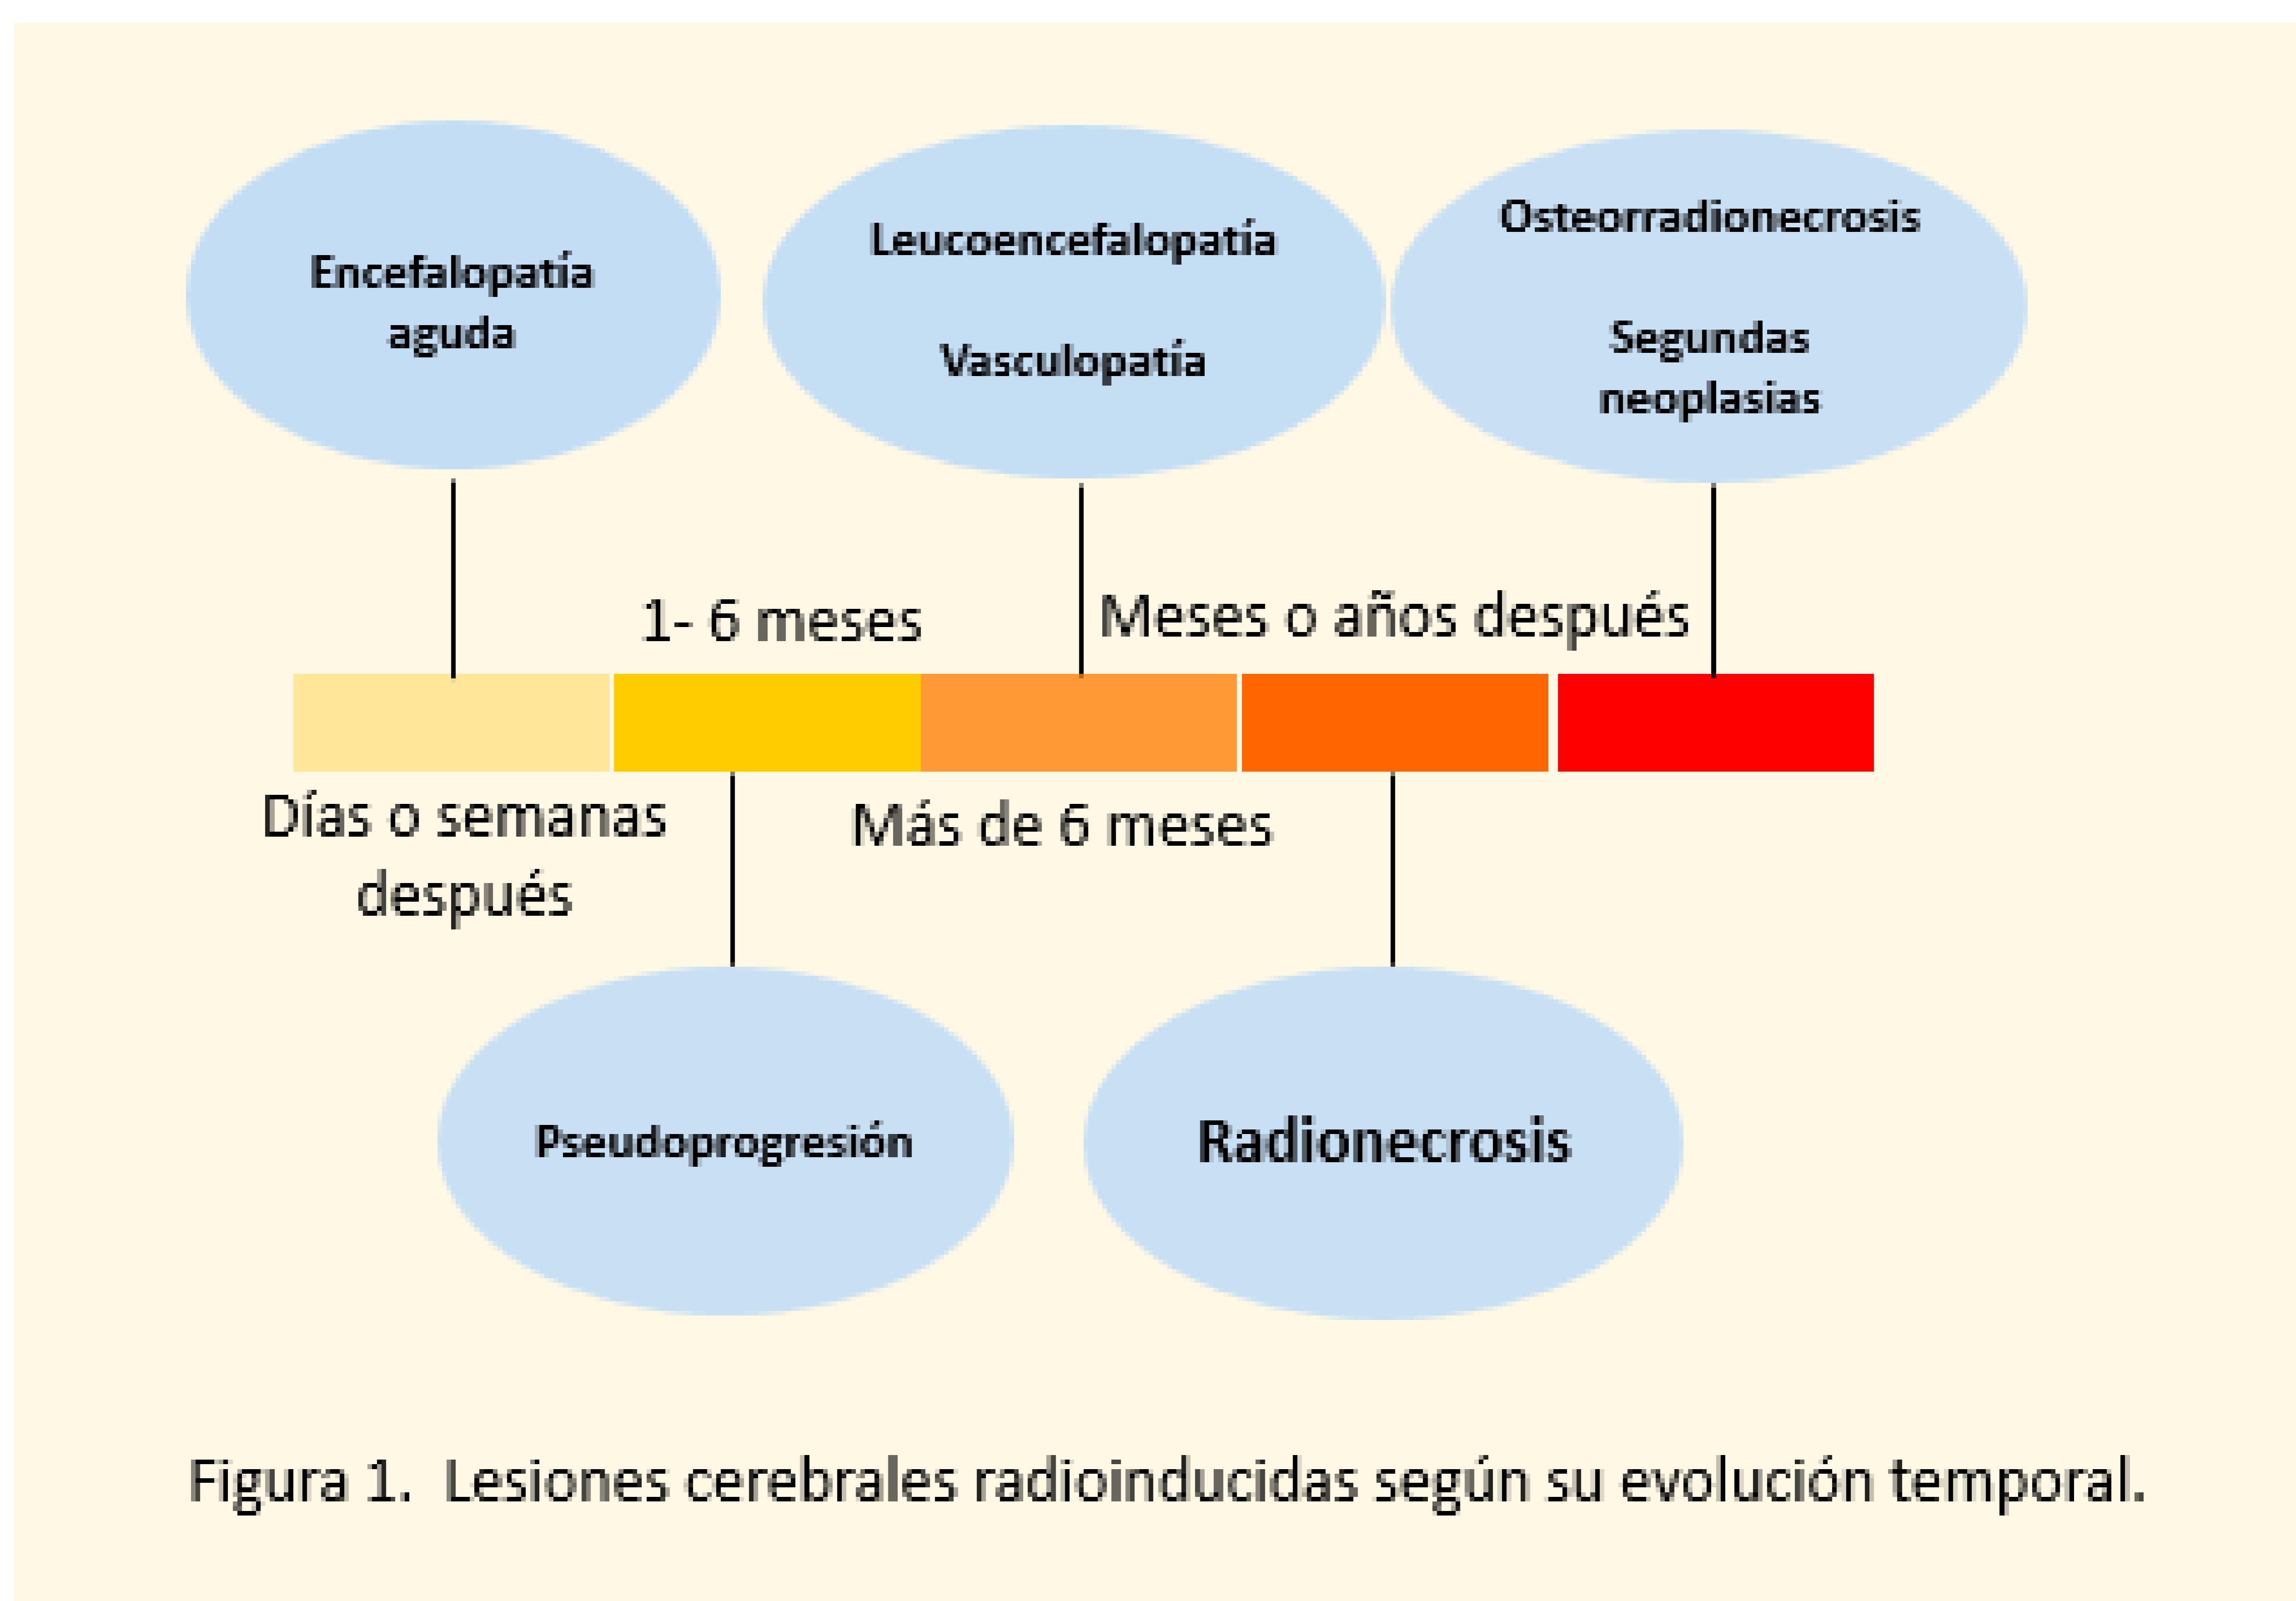 Encefalopatía
aguda
Leucoencefalopatía
Vasculopatía
Osteorradionecrosis
Segundas
neoplasias
1- 6 meses
Meses o años después
Días o semanas
después
Más de 6 meses
Pseudoprogresión
Radionecrosis
Figura 1. Lesiones cerebrales radioinducidas según su evolución temporal.